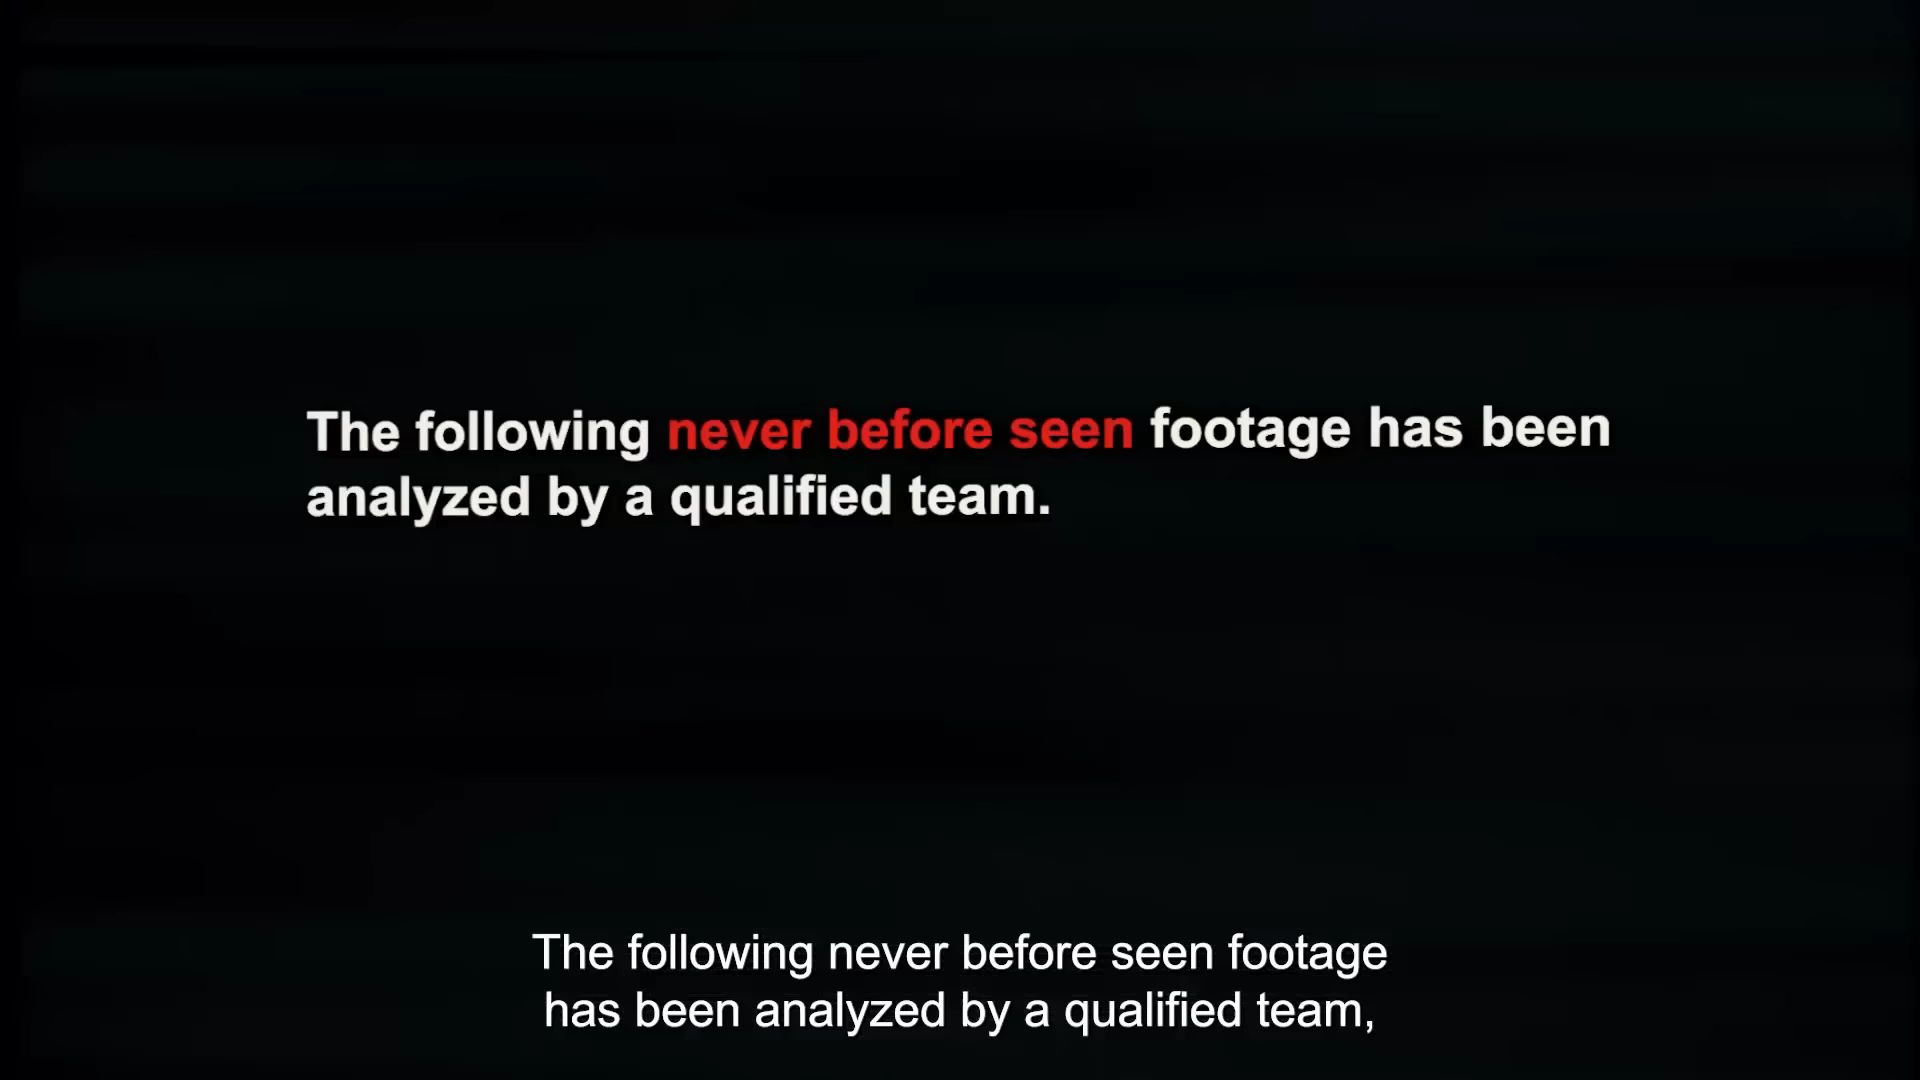 The following never before seen footage has been
analyzed by a qualified team.
The following never before seen footage
has been analyzed by a qualified team,